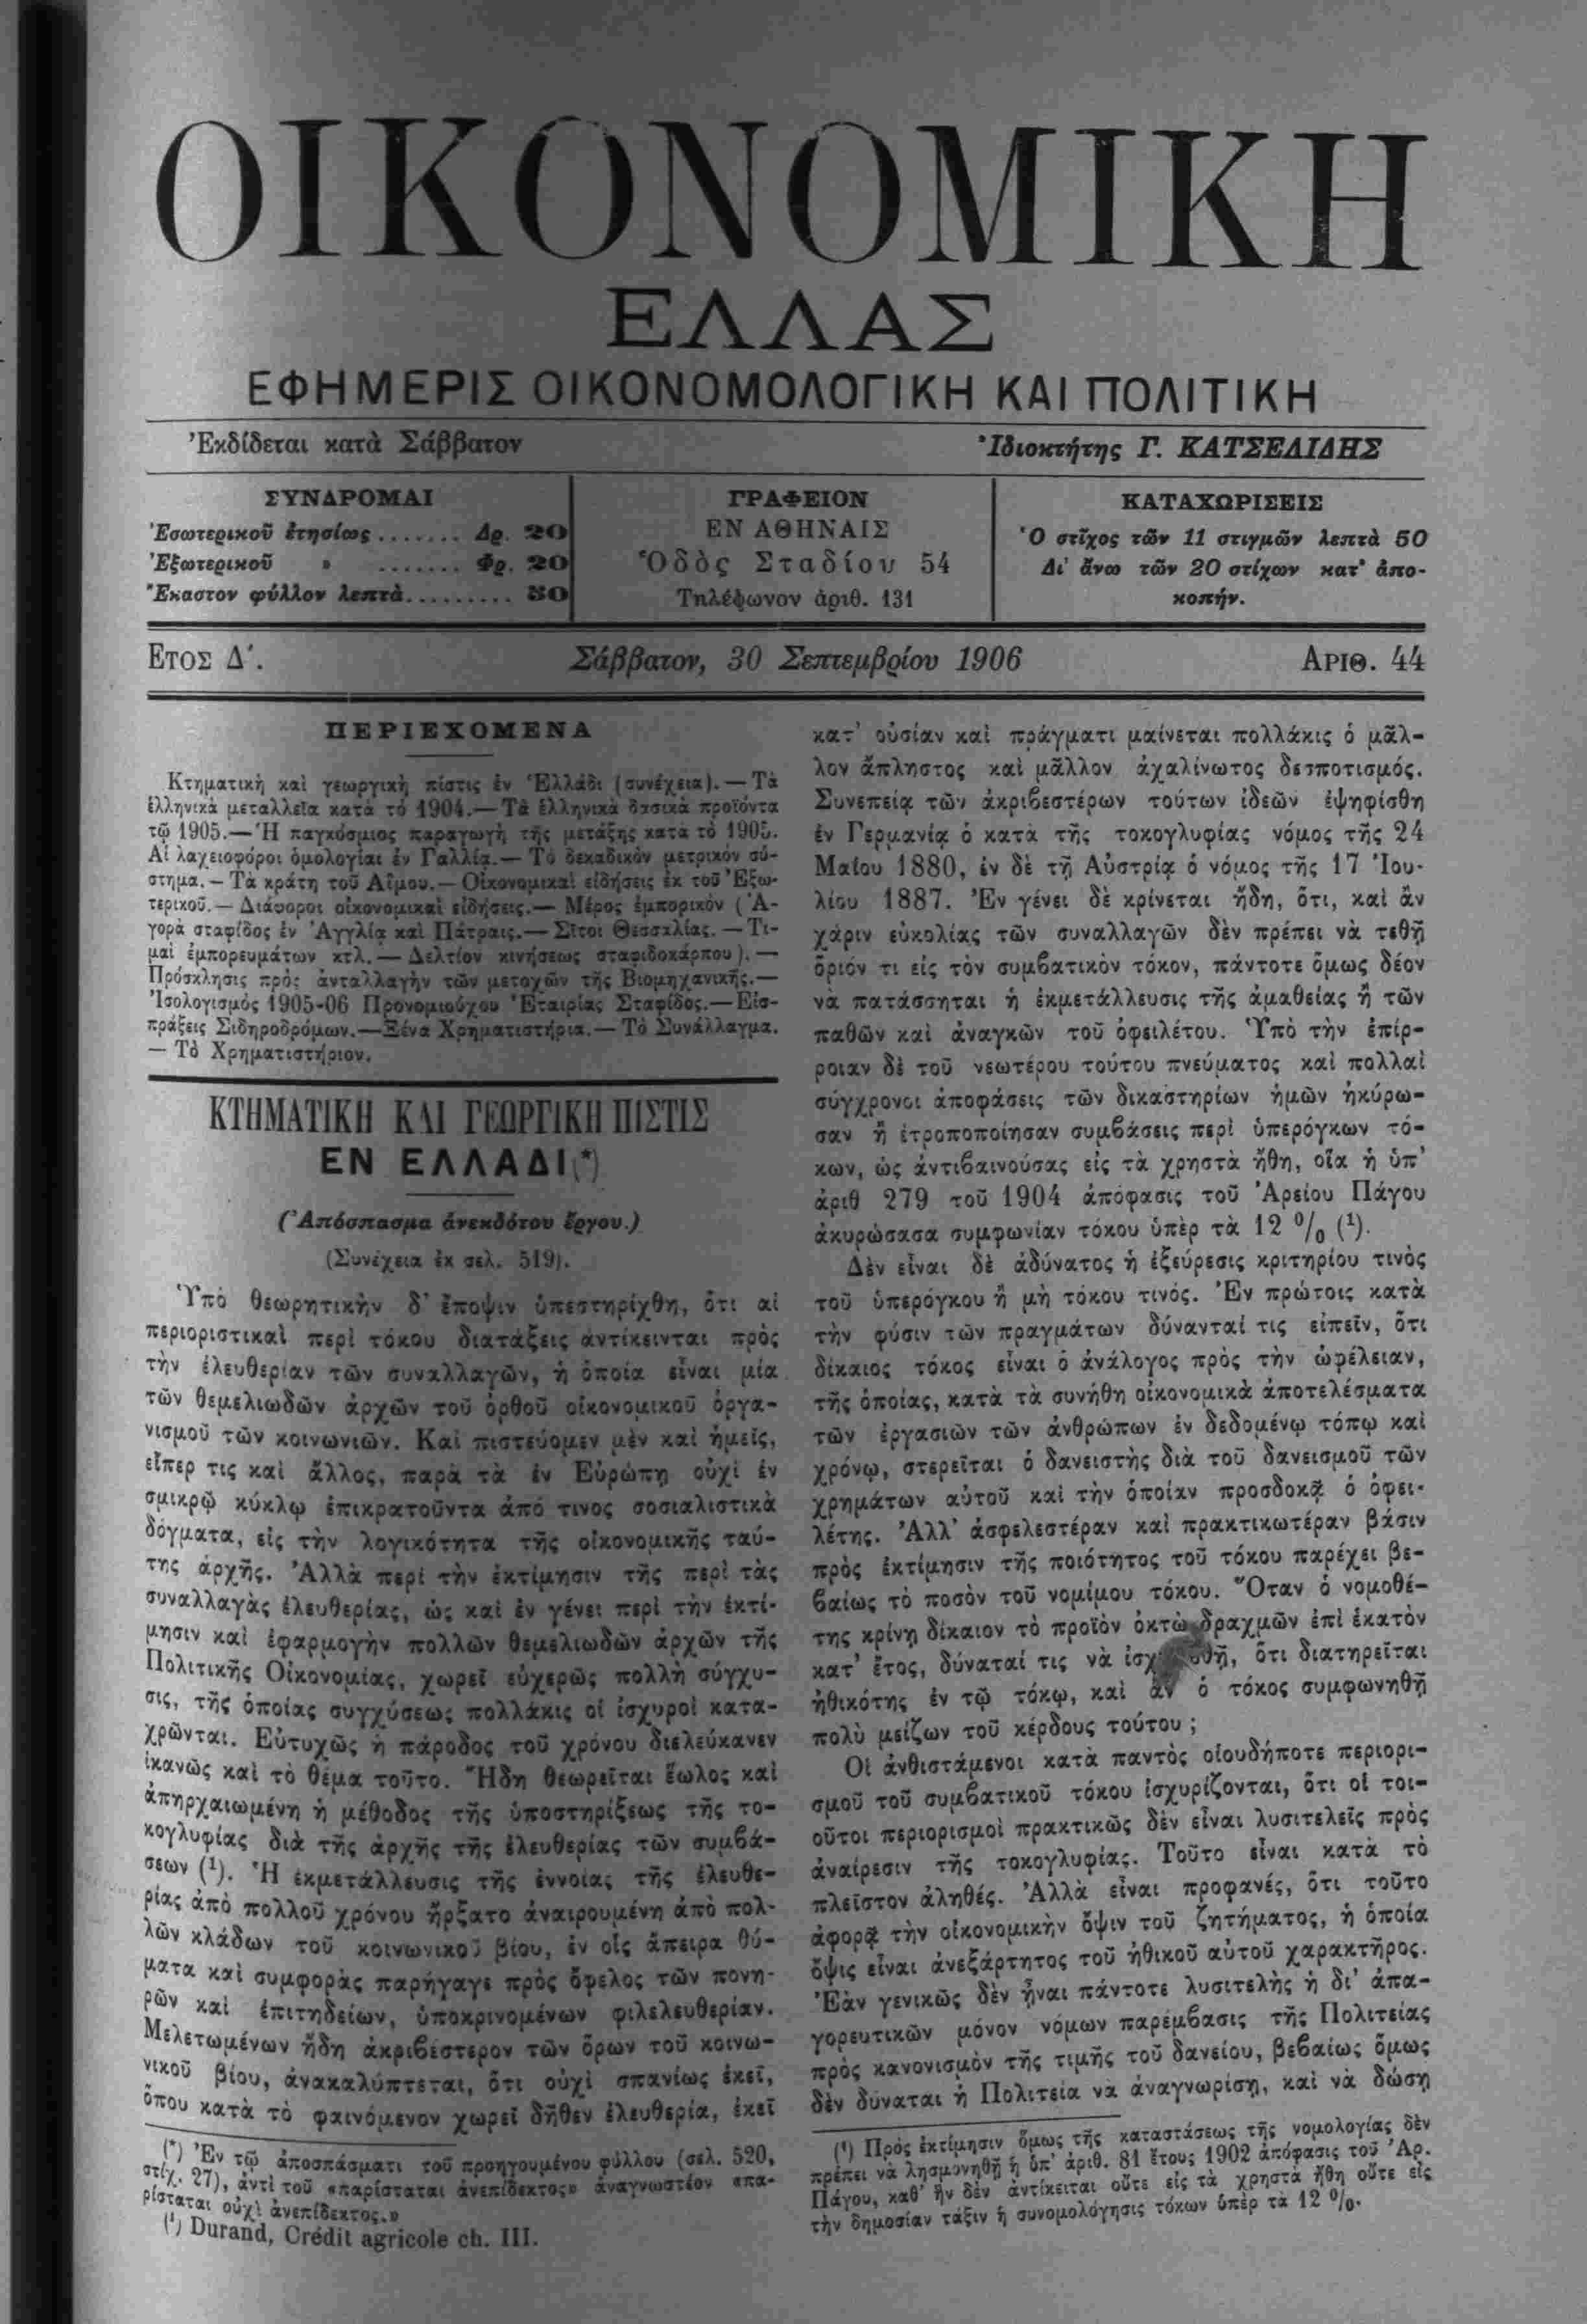 ΟΙΚΟΝΟΜΙΚΗ
ΕΛΛΑΣ
ΕΦΗΜΕΡΙΣ ΟΙΚΟΝΟΜΟΛΟΓΙΚΗ ΚΑΙ ΠΟΛΙΤΙΚΗ
Ἐκδίδεται κατὰ Σάββατον
Ἰδιοκτήτης Γ. ΚΑΤΣΕΛΙΔΗΣ
ΣΥΝΔΡΟΜΑΙ
Ἐσωτερικοῦ ἐτησίως ....... Δρ. 20
Ἐξωτερικοῦ » ....... Φρ. 20
Ἕκαστον φύλλον λεπτὰ......... 50
ΓΡΑΦΕΙΟΝ
ΕΝ ΑΘΗΝΑΙΣ
Ὁδὸς Σταδίου 54
Τηλέφωνον ἀριθ. 131
ΚΑΤΑΧΩΡΙΣΕΙΣ
Ὁ στῖχος τῶν 11 στιγμῶν λεπτὰ 50
Δι' ἄνω τῶν 20 στίχων κατ' ἀπο-
κοπήν.
ΕΤΟΣ Δ'.
Σάββατον, 30 Σεπτεμβρίου 1906
ΑΡΙΘ. 44
ΠΕΡΙΕΧΟΜΕΝΑ
Κτηματικὴ καὶ γεωργικὴ πίστις ἐν Ἑλλάδι (συνέχεια). — Τὰ
ἑλληνικὰ μεταλλεῖα κατὰ τὸ 1904.— Τὰ ἑλληνικὰ δασικὰ προϊόντα
τῷ 1905.— Ἡ παγκόσμιος παραγωγὴ τῆς μετάξης κατὰ τὸ 1905.
Αἱ λαχειοφόροι ὁμολογίαι ἐν Γαλλίᾳ.— Τὸ δεκαδικὸν μετρικὸν σύ-
στημα. — Τὰ κράτη τοῦ Αἵμου.— Οἰκονομικαὶ εἰδήσεις ἐκ τοῦ Ἐξω-
τερικοῦ. — Διάφοροι οἰκονομικαὶ εἰδήσεις.— Μέρος ἐμπορικὸν (Ἀ-
γορὰ σταφίδος ἐν Ἀγγλίᾳ καὶ Πάτραις.— Σῖτοι Θεσσαλίας. — Τι-
μαὶ ἐμπορευμάτων κτλ. — Δελτίον κινήσεως σταφιδοκάρπου). —
Πρόσκλησις πρὸς ἀνταλλαγὴν τῶν μετοχῶν τῆς Βιομηχανικῆς.—
Ἰσολογισμὸς 1905-06 Προνομιούχου Ἑταιρίας Σταφίδος.— Εἰσ-
πράξεις Σιδηροδρόμων.— Ξένα Χρηματιστήρια.— Τὸ Συνάλλαγμα.
— Τὸ Χρηματιστήριον.
ΚΤΗΜΑΤΙΚΗ ΚΑΙ ΓΕΩΡΓΙΚΗ ΠΙΣΤΙΣ
ΕΝ ΕΛΛΑΔΙ (*)
(Ἀπόσπασμα ἀνεκδότου ἔργου.)
(Συνέχεια ἐκ σελ. 519).
Ὑπὸ θεωρητικὴν δ' ἔποψιν ὑπεστηρίχθη, ὅτι αἱ
περιοριστικαὶ περὶ τόκου διατάξεις ἀντίκεινται πρὸς
τὴν ἐλευθερίαν τῶν συναλλαγῶν, ἡ ὁποία εἶναι μία
τῶν θεμελιωδῶν ἀρχῶν τοῦ ὀρθοῦ οἰκονομικοῦ ὀργα-
νισμοῦ τῶν κοινωνιῶν. Καὶ πιστεύομεν μὲν καὶ ἡμεῖς,
εἴπερ τις καὶ ἄλλος, παρὰ τὰ ἐν Εὐρώπῃ οὐχὶ ἐν
σμικρῷ κύκλῳ ἐπικρατοῦντα ἀπό τινος σοσιαλιστικὰ
δόγματα, εἰς τὴν λογικότητα τῆς οἰκονομικῆς ταύ-
της ἀρχῆς. Ἀλλὰ περὶ τὴν ἐκτίμησιν τῆς περὶ τὰς
συναλλαγὰς ἐλευθερίας, ὡς καὶ ἐν γένει περὶ τὴν ἐκτί-
μησιν καὶ ἐφαρμογὴν πολλῶν θεμελιωδῶν ἀρχῶν τῆς
Πολιτικῆς Οἰκονομίας, χωρεῖ εὐχερῶς πολλὴ σύγχυ-
σις, τῆς ὁποίας συγχύσεως πολλάκις οἱ ἰσχυροὶ κατα-
χρῶνται. Εὐτυχῶς ἡ πάροδος τοῦ χρόνου διελεύκανεν
ἱκανῶς καὶ τὸ θέμα τοῦτο. Ἤδη θεωρεῖται ἕωλος καὶ
ἀπηρχαιωμένη ἡ μέθοδος τῆς ὑποστηρίξεως τῆς το-
κογλυφίας διὰ τῆς ἀρχῆς τῆς ἐλευθερίας τῶν συμβά-
σεων (¹). Ἡ ἐκμετάλλευσις τῆς ἐννοίας τῆς ἐλευθε-
ρίας ἀπὸ πολλοῦ χρόνου ἤρξατο ἀναιρουμένη ἀπὸ πολ-
λῶν κλάδων τοῦ κοινωνικοῦ βίου, ἐν οἷς ἄπειρα θύ-
ματα καὶ συμφορὰς παρήγαγε πρὸς ὄφελος τῶν πονη-
ρῶν καὶ ἐπιτηδείων, ὑποκρινομένων φιλελευθερίαν.
Μελετωμένων ἤδη ἀκριβέστερον τῶν ὅρων τοῦ κοινω-
νικοῦ βίου, ἀνακαλύπτεται, ὅτι οὐχὶ σπανίως ἐκεῖ,
ὅπου κατὰ τὸ φαινόμενον χωρεῖ δῆθεν ἐλευθερία, ἐκεῖ
(*) Ἐν τῷ ἀποσπάσματι τοῦ προηγουμένου φύλλου (σελ. 520,
στίχ. 27), ἀντὶ τοῦ «παρίσταται ἀνεπίδεκτος» ἀναγνωστέον «πα-
ρίσταται οὐχὶ ἀνεπίδεκτος.»
(¹) Durand, Crédit agricole ch. III.
κατ' οὐσίαν καὶ πράγματι μαίνεται πολλάκις ὁ μᾶλ-
λον ἄπληστος καὶ μᾶλλον ἀχαλίνωτος δεσποτισμός.
Συνεπείᾳ τῶν ἀκριβεστέρων τούτων ἰδεῶν ἐψηφίσθη
ἐν Γερμανίᾳ ὁ κατὰ τῆς τοκογλυφίας νόμος τῆς 24
Μαΐου 1880, ἐν δὲ τῇ Αὐστρίᾳ ὁ νόμος τῆς 17 Ἰου-
λίου 1887. Ἐν γένει δὲ κρίνεται ἤδη, ὅτι, καὶ ἂν
χάριν εὐκολίας τῶν συναλλαγῶν δὲν πρέπει νὰ τεθῇ
ὅριόν τι εἰς τὸν συμβατικὸν τόκον, πάντοτε ὅμως δέον
νὰ πατάσσηται ἡ ἐκμετάλλευσις τῆς ἀμαθείας ἢ τῶν
παθῶν καὶ ἀναγκῶν τοῦ ὀφειλέτου. Ὑπὸ τὴν ἐπίρ-
ροιαν δὲ τοῦ νεωτέρου τούτου πνεύματος καὶ πολλαὶ
σύγχρονοι ἀποφάσεις τῶν δικαστηρίων ἡμῶν ἠκύρω-
σαν ἢ ἐτροποποίησαν συμβάσεις περὶ ὑπερόγκων τό-
κων, ὡς ἀντιβαινούσας εἰς τὰ χρηστὰ ἤθη, οἵα ἡ ὑπ'
ἀριθ 279 τοῦ 1904 ἀπόφασις τοῦ Ἀρείου Πάγου
ἀκυρώσασα συμφωνίαν τόκου ὑπὲρ τὰ 12 % (¹).
Δὲν εἶναι δὲ ἀδύνατος ἡ ἐξεύρεσις κριτηρίου τινὸς
τοῦ ὑπερόγκου ἢ μὴ τόκου τινός. Ἐν πρώτοις κατὰ
τὴν φύσιν τῶν πραγμάτων δύναταί τις εἰπεῖν, ὅτι
δίκαιος τόκος εἶναι ὁ ἀνάλογος πρὸς τὴν ὠφέλειαν,
τῆς ὁποίας, κατὰ τὰ συνήθη οἰκονομικὰ ἀποτελέσματα
τῶν ἐργασιῶν τῶν ἀνθρώπων ἐν δεδομένῳ τόπῳ καὶ
χρόνῳ, στερεῖται ὁ δανειστὴς διὰ τοῦ δανεισμοῦ τῶν
χρημάτων αὐτοῦ καὶ τὴν ὁποίαν προσδοκᾷ ὁ ὀφει-
λέτης. Ἀλλ' ἀσφελεστέραν καὶ πρακτικωτέραν βάσιν
πρὸς ἐκτίμησιν τῆς ποιότητος τοῦ τόκου παρέχει βε-
βαίως τὸ ποσὸν τοῦ νομίμου τόκου. Ὅταν ὁ νομοθέ-
της κρίνῃ δίκαιον τὸ προϊὸν ὀκτὼ δραχμῶν ἐπὶ ἑκατὸν
κατ' ἔτος, δύναταί τις νὰ ὅτι διατηρεῖται
ἠθικότης ἐν τῷ τόκῳ, καὶ ἂν ὁ τόκος συμφωνηθῇ
πολὺ μείζων τοῦ κέρδους τούτου ;
Οἱ ἀνθιστάμενοι κατὰ παντὸς οἱουδήποτε περιορι-
σμοῦ τοῦ συμβατικοῦ τόκου ἰσχυρίζονται, ὅτι οἱ τοι-
οῦτοι περιορισμοὶ πρακτικῶς δὲν εἶναι λυσιτελεῖς πρὸς
ἀναίρεσιν τῆς τοκογλυφίας. Τοῦτο εἶναι κατὰ τὸ
πλεῖστον ἀληθές. Ἀλλὰ εἶναι προφανές, ὅτι τοῦτο
ἀφορᾷ τὴν οἰκονομικὴν ὄψιν τοῦ ζητήματος, ἡ ὁποία
ὄψις εἶναι ἀνεξάρτητος τοῦ ἠθικοῦ αὐτοῦ χαρακτῆρος.
Ἐὰν γενικῶς δὲν ᾖναι πάντοτε λυσιτελὴς ἡ δι' ἀπα-
γορευτικῶν μόνον νόμων παρέμβασις τῆς Πολιτείας
πρὸς κανονισμὸν τῆς τιμῆς τοῦ δανείου, βεβαίως ὅμως
δὲν δύναται ἡ Πολιτεία νὰ ἀναγνωρίσῃ, καὶ νὰ δώσῃ
(¹) Πρὸς ἐκτίμησιν ὅμως τῆς καταστάσεως τῆς νομολογίας δὲν
πρέπει νὰ λησμονηθῇ ἡ ὑπ' ἀριθ. 81 ἔτους 1902 ἀπόφασις τοῦ Ἀρ.
Πάγου, καθ' ἣν δὲν ἀντίκειται οὔτε εἰς τὰ χρηστὰ ἤθη οὔτε εἰς
τὴν δημοσίαν τάξιν ἡ συνομολόγησις τόκων ὑπὲρ τὰ 12 %.